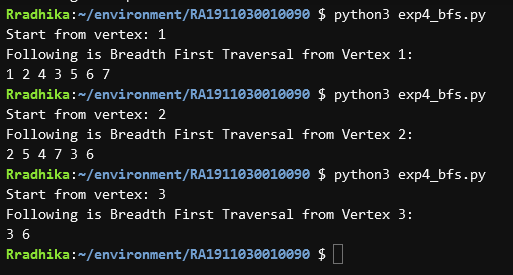 Rradhika:~/environment/RA1911030010090 $ python3 exp4_bfs.py
Start from vertex: 1
Following is Breadth First Traversal from Vertex 1:
1 2 4 3 5 6 7
Rradhika:~/environment/RA1911030010090 $ python3 exp4_bfs.py
Start from vertex: 2
Following is Breadth First Traversal from Vertex 2:
2 5 4 7 3 6
Rradhika:~/environment/RA1911030010090 $ python3 exp4_bfs.py
Start from vertex: 3
Following is Breadth First Traversal from Vertex 3:
3 6
Rradhika:~/environment/RA1911030010090 $